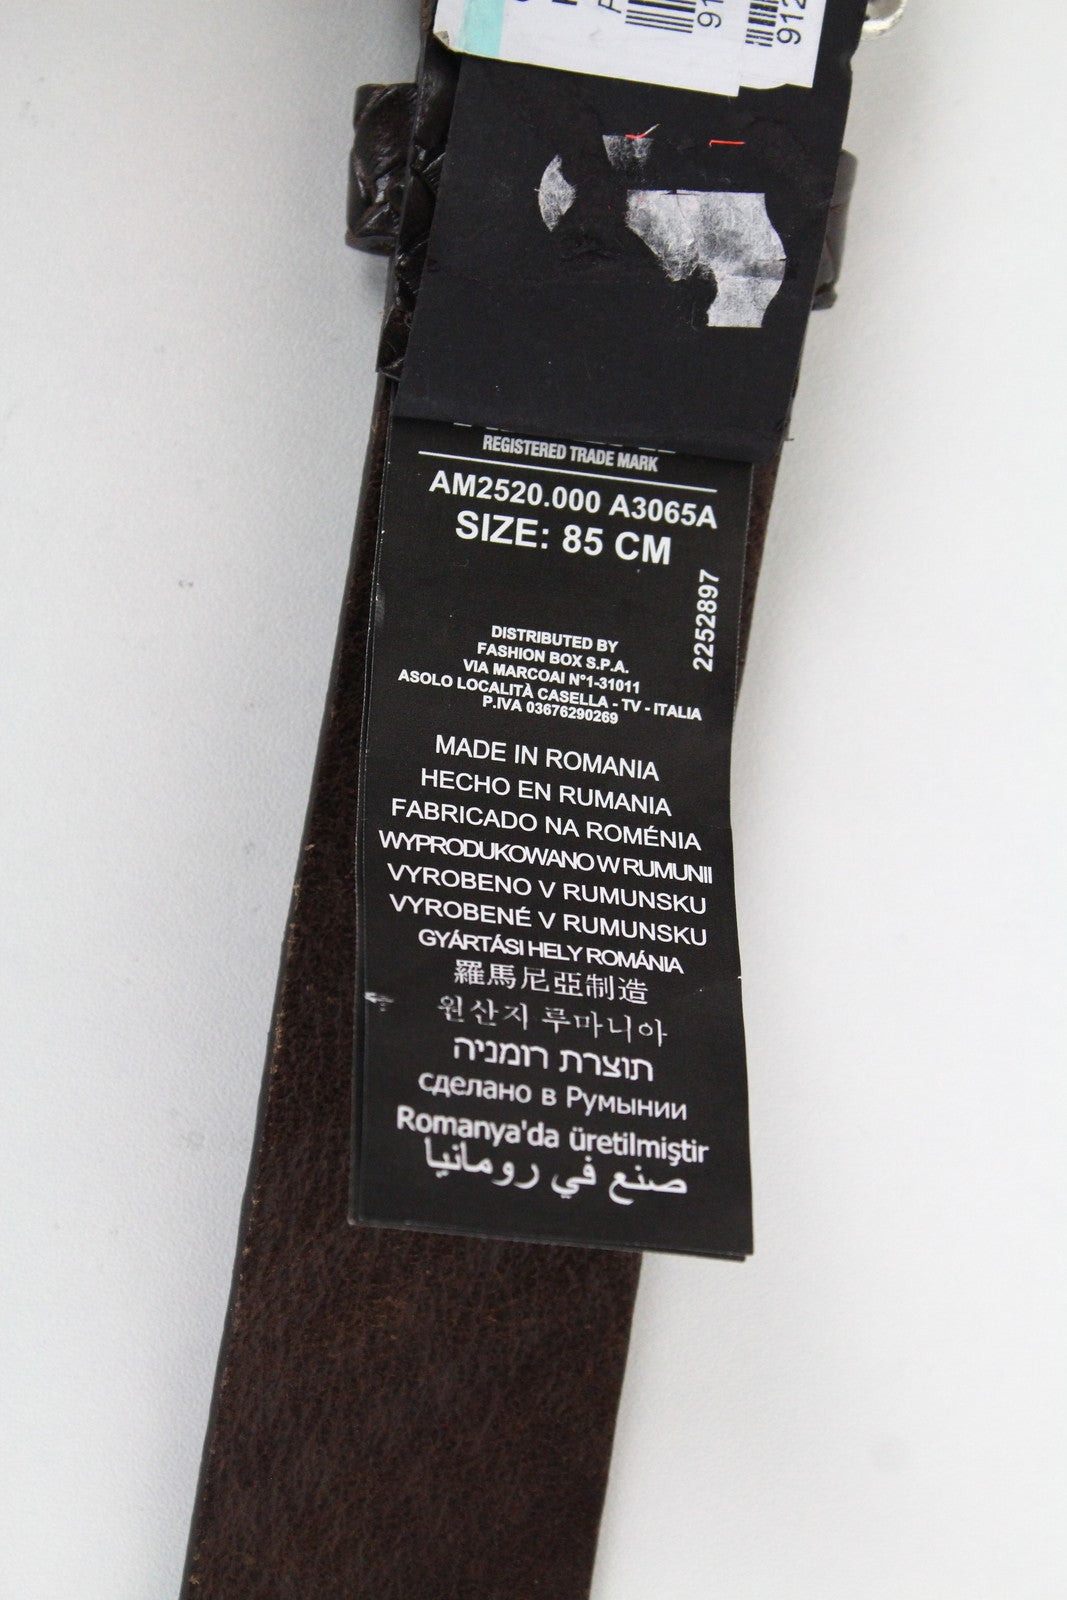 REGISTERED TRADE MARK
AM2520.000 A3065A
SIZE: 85 CM
2252897
DISTRIBUTED BY
FASHION BOX S.P.A.
VIA MARCOAI N°1-31011
ASOLO LOCALITÀ CASELLA - TV - ITALIA
P.IVA 03676290269
MADE IN ROMANIA
HECHO EN RUMANIA
FABRICADO NA ROMÉNIA
WYPRODUKOWANO W RUMUNII
VYROBENO V RUMUNSKU
VYROBENÉ V RUMUNSKU
GYÁRTÁSI HELY ROMÁNIA
羅馬尼亞制造
원산지 루마니아
תוצרת רומניה
сделано в Румынии
Romanya'da üretilmiştir
صنع في رومانيا